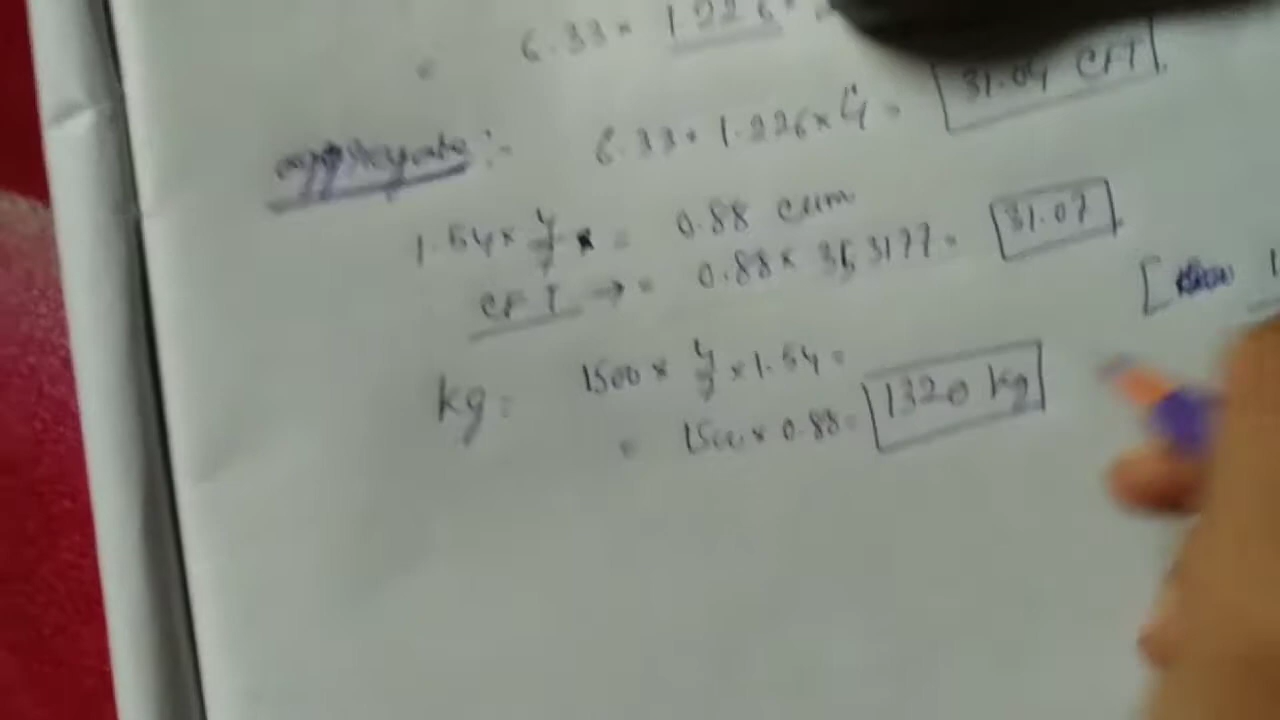 = 6.33 × 1.226
aggregate :- 6.33 × 1.226 × 4 = 31.04 CFT
1.54 × 4/7 = 0.88 cum
CFT → = 0.88 × 35,3177 = 31.07
[
kg = 1500 × 4/7 × 1.54 =
= 1500 × 0.88 = 1320 kg